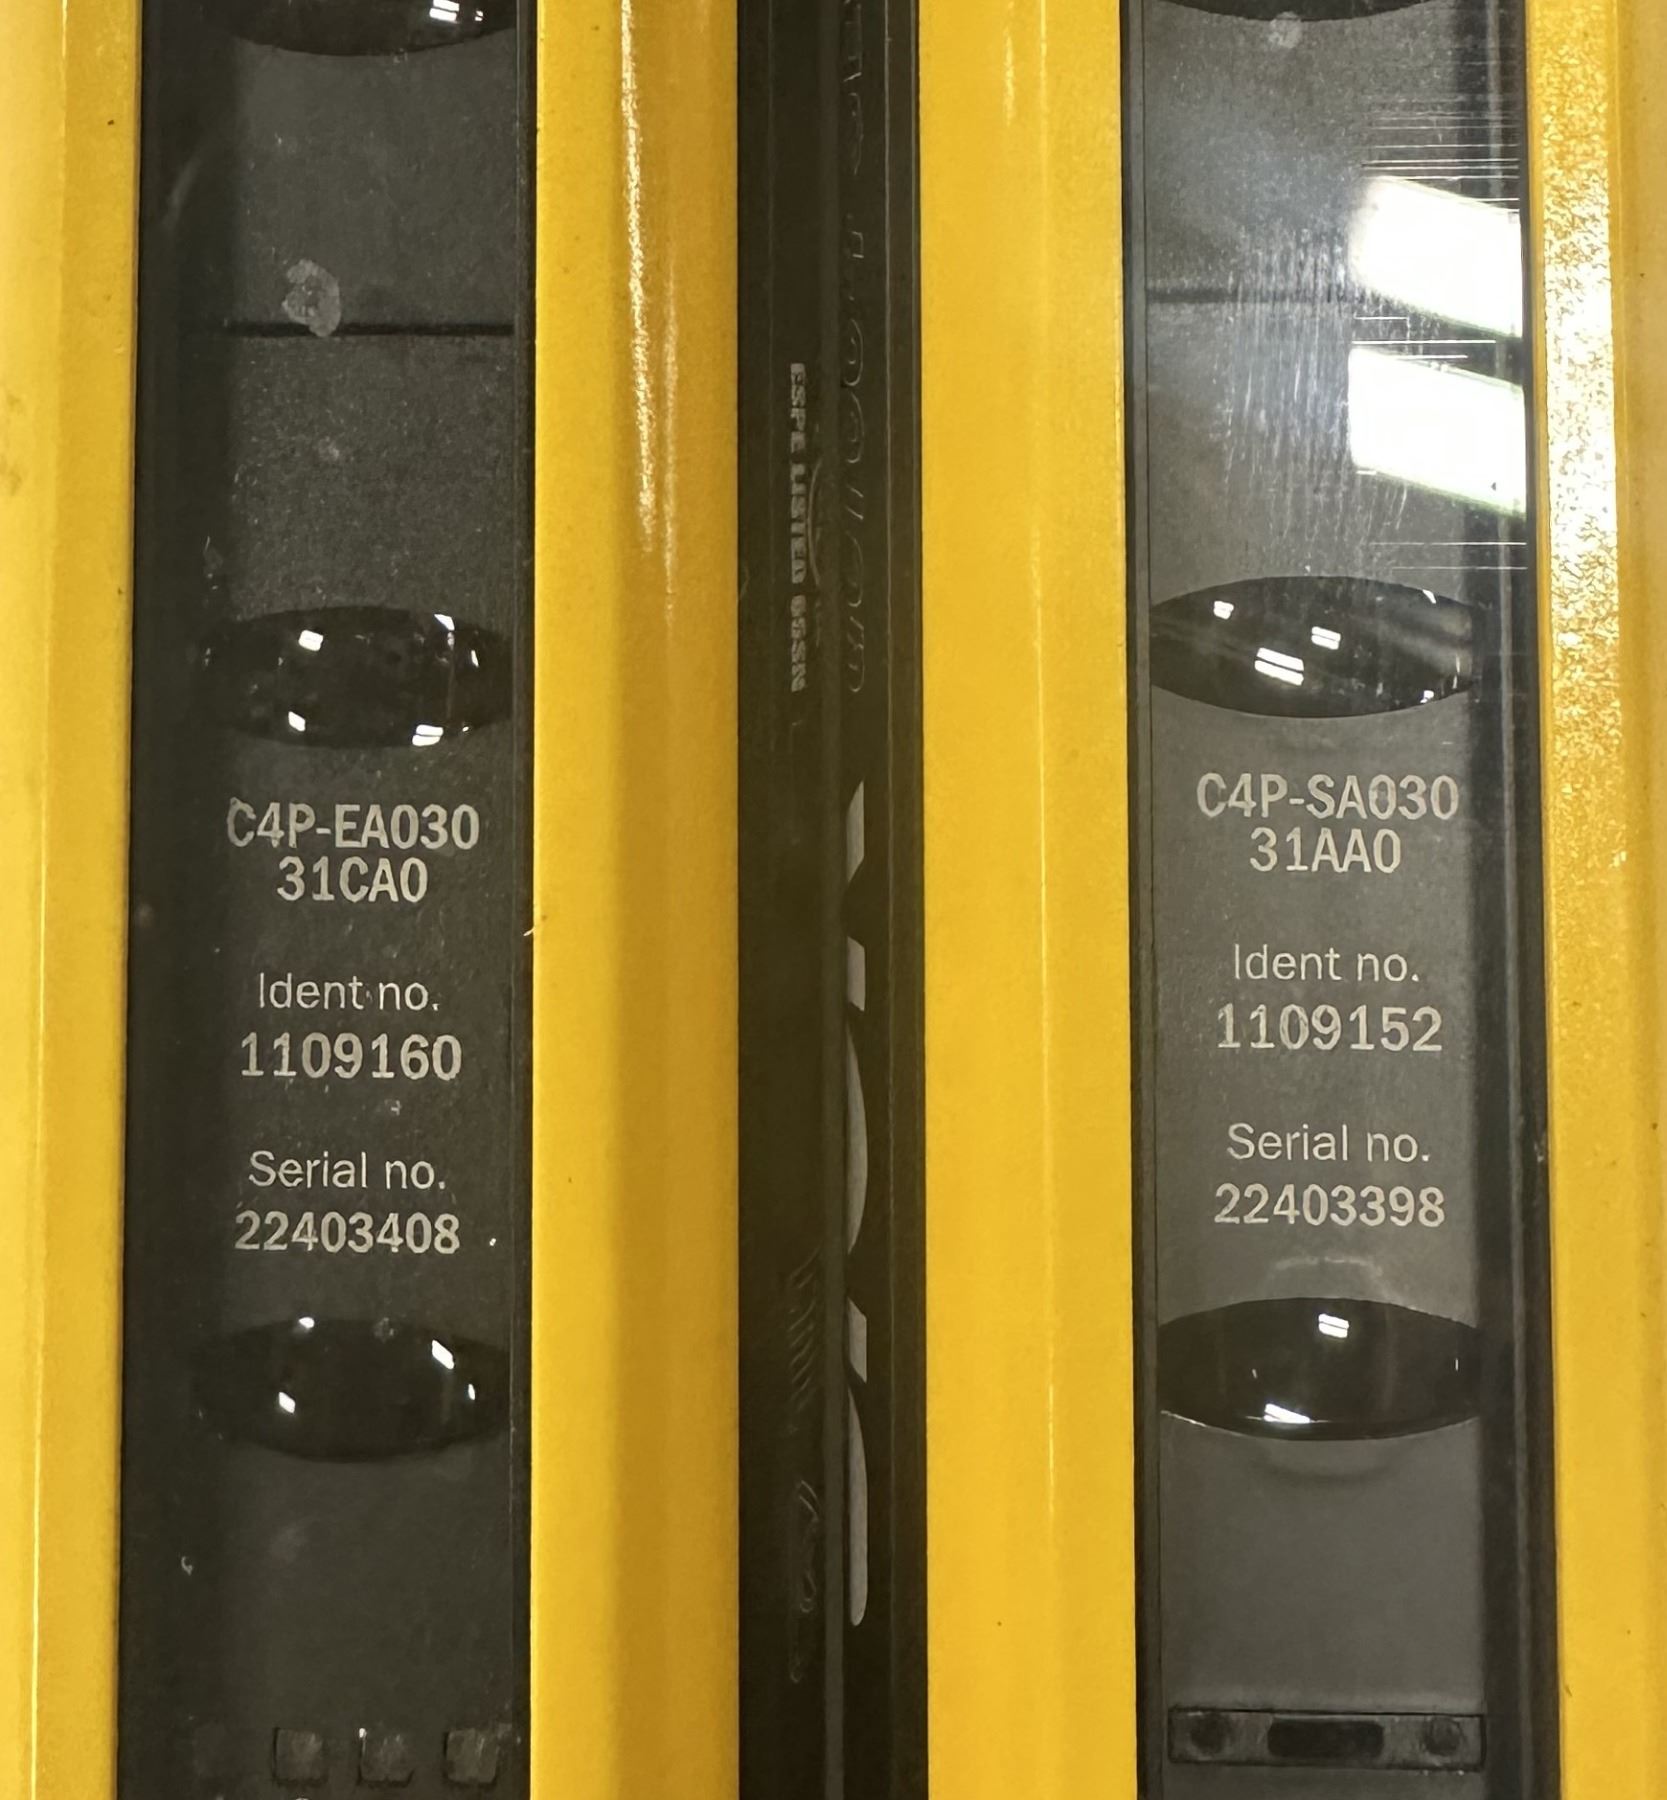 C4P-EA030
31CA0
Ident no.
1109160
Serial no.
22403408
ESPE LISTED
C4P-SA030
31AA0
Ident no.
1109152
Serial no.
22403398